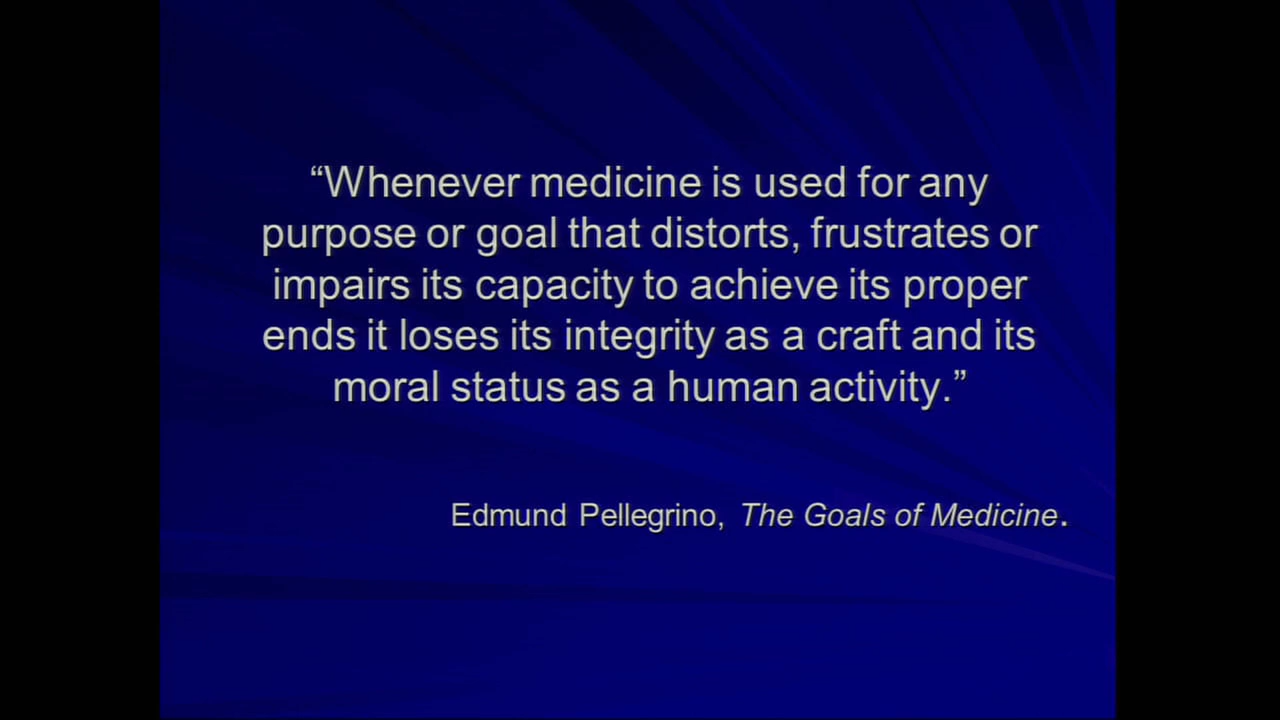 “Whenever medicine is used for any
purpose or goal that distorts, frustrates or
impairs its capacity to achieve its proper
ends it loses its integrity as a craft and its
moral status as a human activity.”
Edmund Pellegrino, The Goals of Medicine.